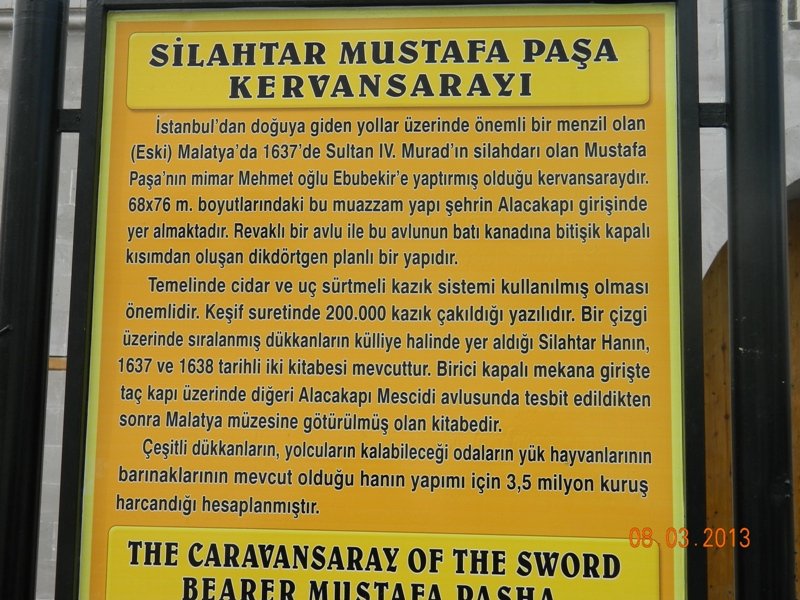 SİLAHTAR MUSTAFA PAŞA
KERVANSARAYI
İstanbul'dan doğuya giden yollar üzerinde önemli bir menzil olan
(Eski) Malatya'da 1637'de Sultan IV. Murad'ın silahdarı olan Mustafa
Paşa'nın mimar Mehmet oğlu Ebubekir'e yaptırmış olduğu kervansaraydır.
68x76 m. boyutlarındaki bu muazzam yapı şehrin Alacakapı girişinde
yer almaktadır. Revaklı bir avlu ile bu avlunun batı kanadına bitişik kapalı
kısımdan oluşan dikdörtgen planlı bir yapıdır.
Temelinde cidar ve uç sürtmeli kazık sistemi kullanılmış olması
önemlidir. Keşif suretinde 200.000 kazık çakıldığı yazılıdır. Bir çizgi
üzerinde sıralanmış dükkanların külliye halinde yer aldığı Silahtar Hanın,
1637 ve 1638 tarihli iki kitabesi mevcuttur. Birici kapalı mekana girişte
taç kapı üzerinde diğeri Alacakapı Mescidi avlusunda tesbit edildikten
sonra Malatya müzesine götürülmüş olan kitabedir.
Çeşitli dükkanların, yolcuların kalabileceği odaların yük hayvanlarının
barınaklarının mevcut olduğu hanın yapımı için 3,5 milyon kuruş
harcandığı hesaplanmıştır.
THE CARAVANSARAY OF THE SWORD
BEARER MUSTAFA PASHA
08.03.2013